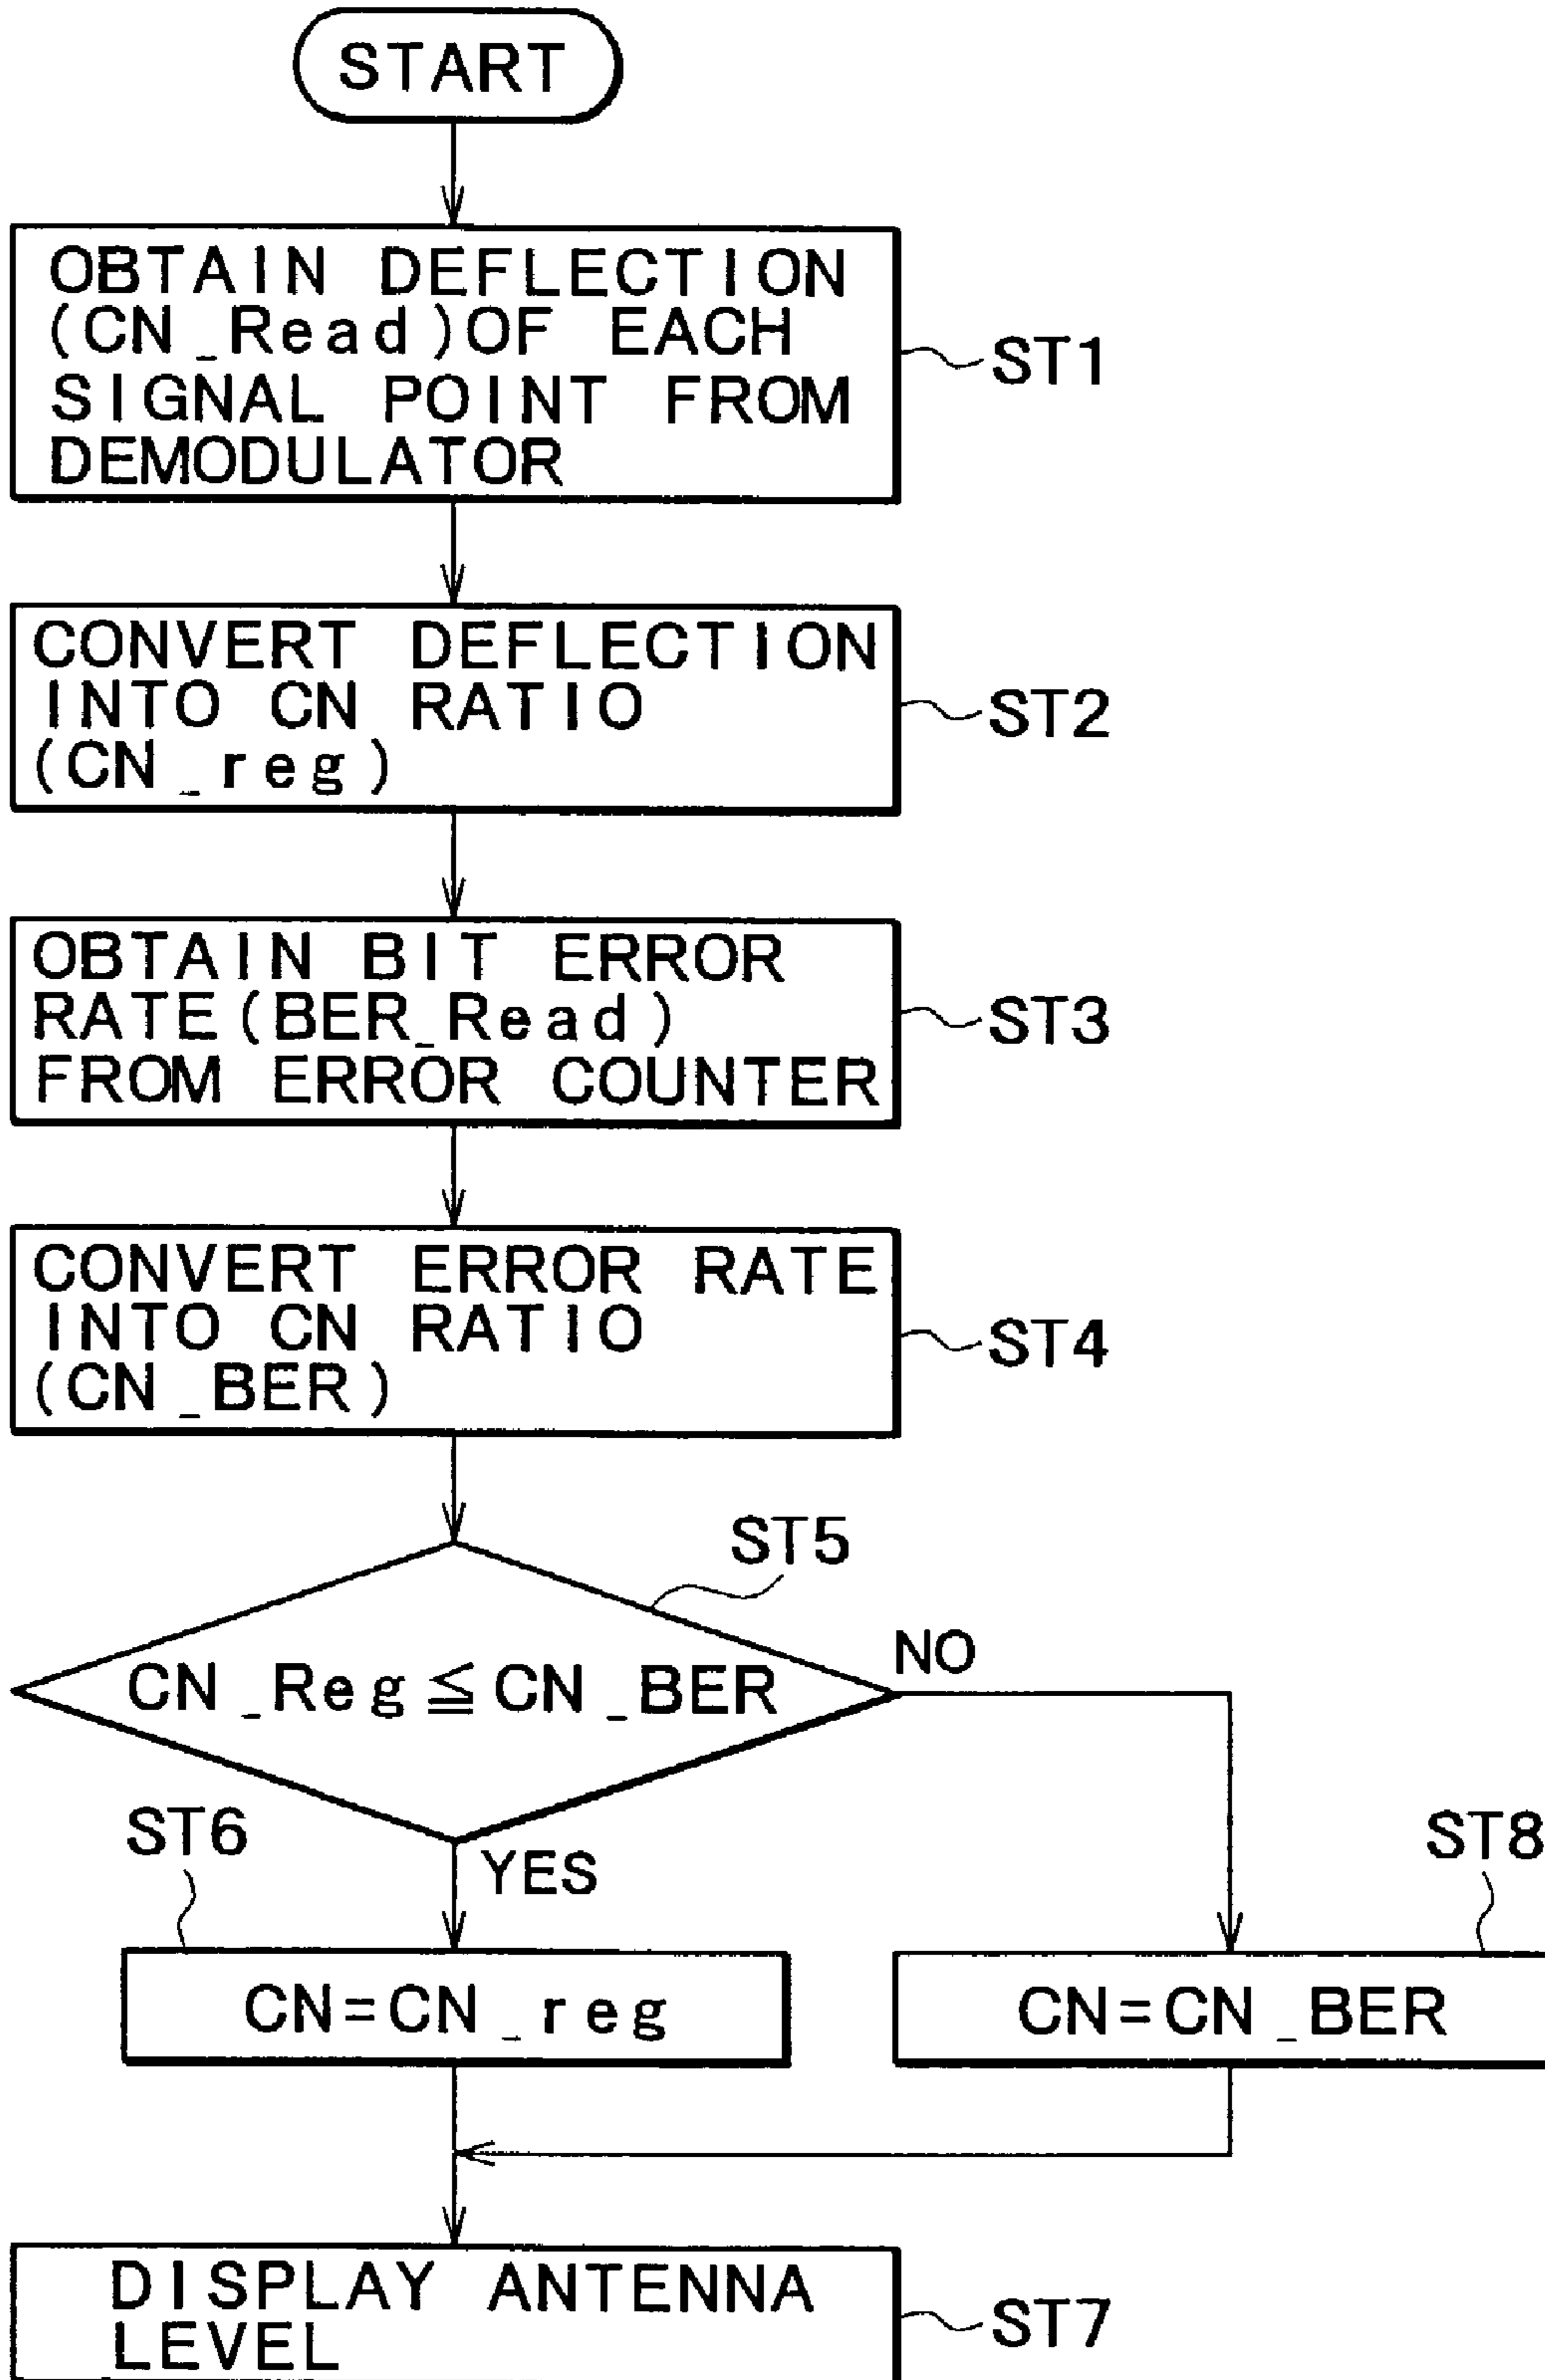 START
OBTAIN DEFLECTION
(CN_Read)OF EACH
SIGNAL POINT FROM
DEMODULATOR
ST1
CONVERT DEFLECTION
INTO CN RATIO
(CN_reg)
ST2
OBTAIN BIT ERROR
RATE(BER_Read)
FROM ERROR COUNTER
ST3
CONVERT ERROR RATE
INTO CN RATIO
(CN_BER)
ST4
ST5
CN_Reg≦CN_BER
NO
YES
ST6
ST8
CN=CN_reg
CN=CN_BER
DISPLAY ANTENNA
LEVEL
ST7